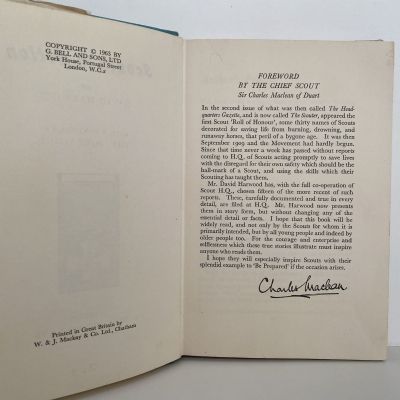 COPYRIGHT © 1963 BY
G. BELL AND SONS, LTD
York House, Portugal Street
London, W.C.2
Printed in Great Britain by
W. & J. Mackay & Co. Ltd., Chatham
FOREWORD
BY THE CHIEF SCOUT
Sir Charles Maclean of Duart
In the second issue of what was then called The Head-
quarters Gazette, and is now called The Scouter, appeared the
first Scout 'Roll of Honour', some thirty names of Scouts
decorated for saving life from burning, drowning, and
runaway horses, that peril of a bygone age. It was then
September 1909 and the Movement had hardly begun.
Since that time never a week has passed without reports
coming to H.Q. of Scouts acting promptly to save lives
with the disregard for their own safety which should be the
hall-mark of a Scout, and using the skills which their
Scouting has taught them.
Mr. David Harwood has, with the full co-operation of
Scout H.Q., chosen fifteen of the more recent of such
reports. These, carefully documented and true in every
detail, are filed at H.Q. Mr. Harwood now presents
them in story form, but without changing any of the
essential detail or facts. I hope that this book will be
widely read, and not only by the Scouts for whom it is
primarily intended, but by all young people and indeed by
older people too. For the courage and enterprise and
selflessness which these true stories illustrate must inspire
anyone who reads them.
I hope they will especially inspire Scouts with their
splendid example to 'Be Prepared' if the occasion arises.
Charles Maclean